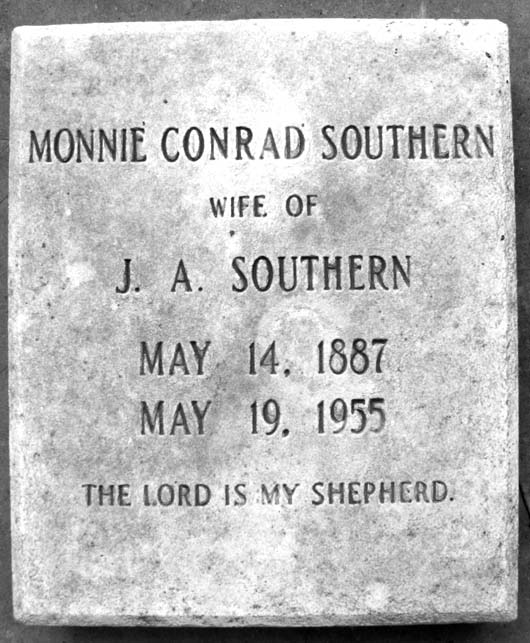 MONNIE CONRAD SOUTHERN
WIFE OF
J. A. SOUTHERN
MAY 14, 1887
MAY 19, 1955
THE LORD IS MY SHEPHERD.